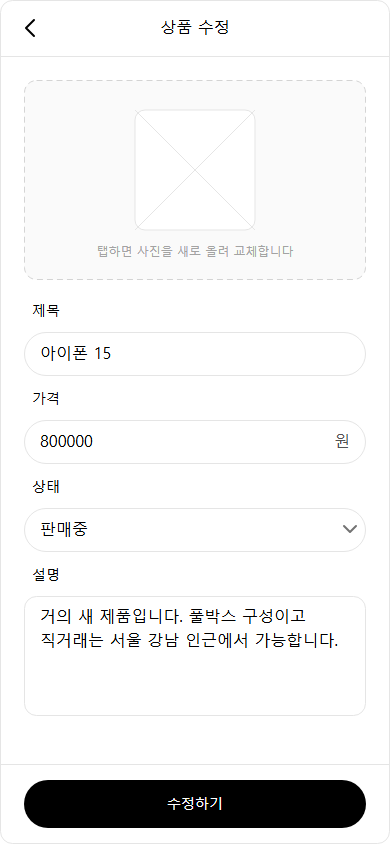 상품 수정
탭하면 사진을 새로 올려 교체합니다
제목
아이폰 15
가격
800000 원
상태
판매중
설명
거의 새 제품입니다. 풀박스 구성이고
직거래는 서울 강남 인근에서 가능합니다.
수정하기